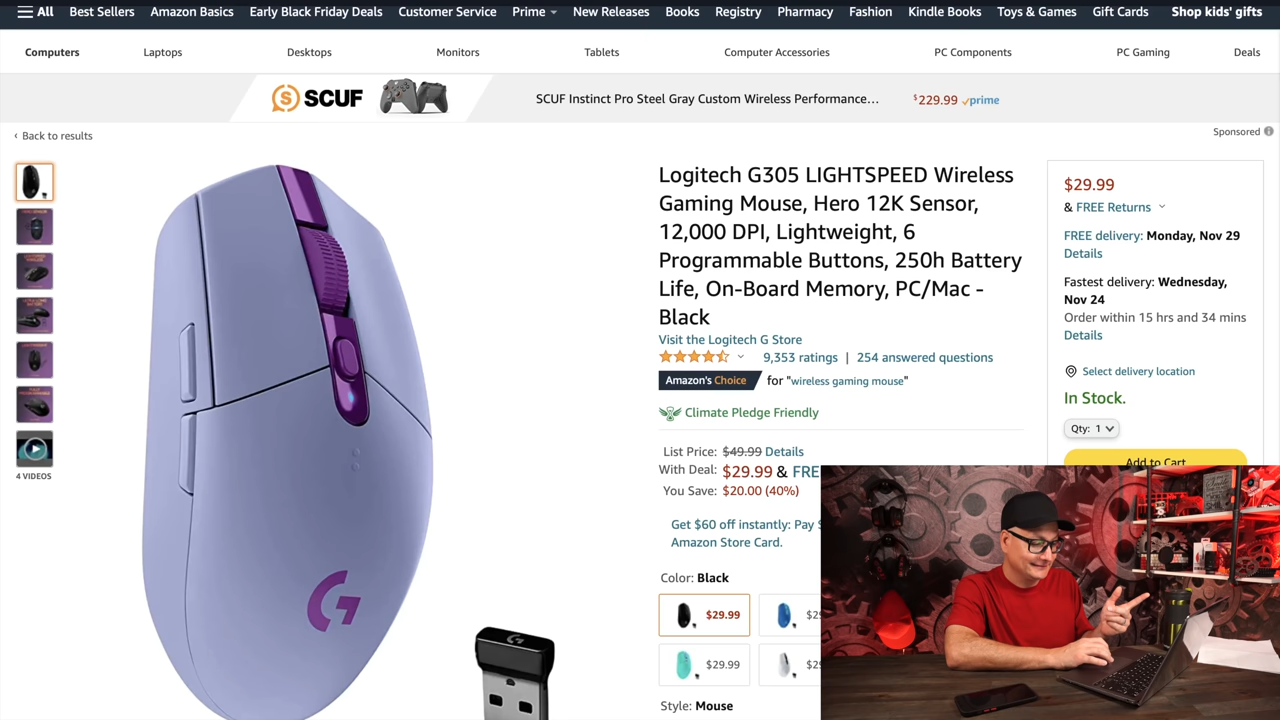 All Best Sellers Amazon Basics Early Black Friday Deals Customer Service Prime New Releases Books Registry Pharmacy Fashion Kindle Books Toys & Games Gift Cards Shop kids' gifts
Computers Laptops Desktops Monitors Tablets Computer Accessories PC Components PC Gaming Deals
S SCUF SCUF Instinct Pro Steel Gray Custom Wireless Performance... $229.99 prime
‹ Back to results
Sponsored
Logitech G305 LIGHTSPEED Wireless
Gaming Mouse, Hero 12K Sensor,
12,000 DPI, Lightweight, 6
Programmable Buttons, 250h Battery
Life, On-Board Memory, PC/Mac -
Black
Visit the Logitech G Store
9,353 ratings | 254 answered questions
Amazon's Choice for "wireless gaming mouse"
Climate Pledge Friendly
List Price: $49.99 Details
With Deal: $29.99 & FRE
You Save: $20.00 (40%)
Get $60 off instantly: Pay
Amazon Store Card.
Color: Black
$29.99
$29.99
Style: Mouse
4 VIDEOS
G
G
$29.99
& FREE Returns
FREE delivery: Monday, Nov 29
Details
Fastest delivery: Wednesday,
Nov 24
Order within 15 hrs and 34 mins
Details
Select delivery location
In Stock.
Qty: 1
Add to Cart